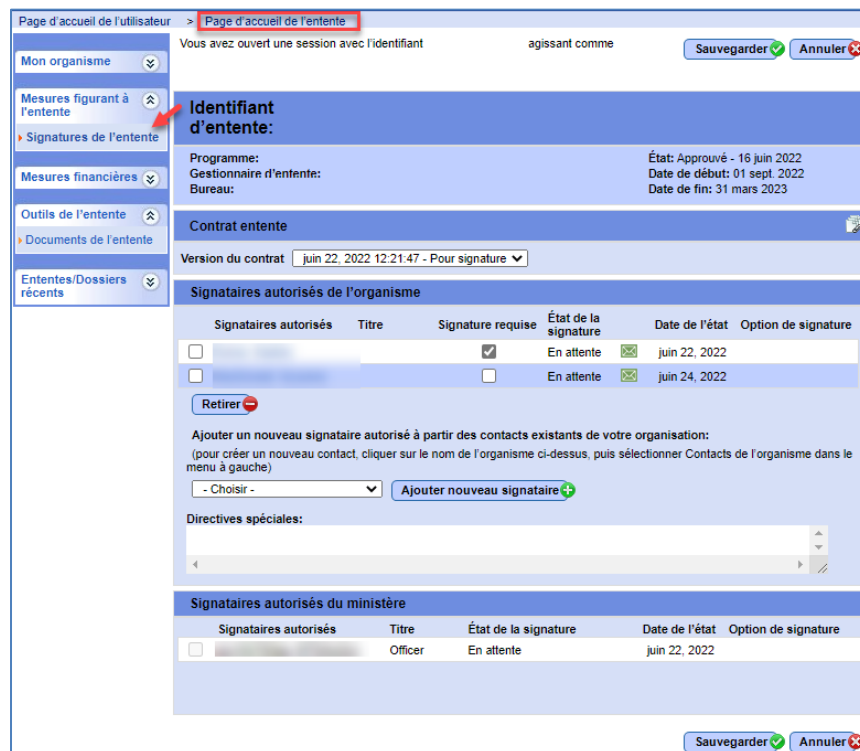 Page d'accueil de l'utilisateur > Page d'accueil de l'entente
Vous avez ouvert une session avec l'identifiant agissant comme
Sauvegarder Annuler
Mon organisme
Mesures figurant à
l'entente
Signatures de l'entente
Mesures financières
Outils de l'entente
Documents de l'entente
Ententes/Dossiers
récents
Identifiant
d'entente:
Programme:
Gestionnaire d'entente:
Bureau:
État: Approuvé - 16 juin 2022
Date de début: 01 sept. 2022
Date de fin: 31 mars 2023
Contrat entente
Version du contrat juin 22, 2022 12:21:47 - Pour signature
Signataires autorisés de l'organisme
Signataires autorisés Titre Signature requise État de la signature Date de l'état Option de signature
En attente juin 22, 2022
En attente juin 24, 2022
Retirer
Ajouter un nouveau signataire autorisé à partir des contacts existants de votre organisation:
(pour créer un nouveau contact, cliquer sur le nom de l'organisme ci-dessus, puis sélectionner Contacts de l'organisme dans le
menu à gauche)
- Choisir - Ajouter nouveau signataire
Directives spéciales:
Signataires autorisés du ministère
Signataires autorisés Titre État de la signature Date de l'état Option de signature
Officer En attente juin 22, 2022
Sauvegarder Annuler